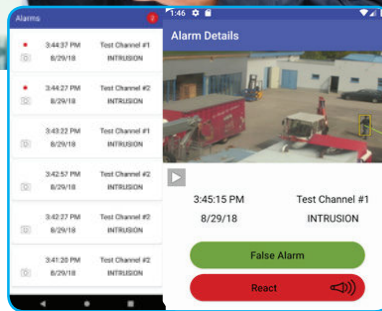 Alarms
3:44:37 PM Test Channel #1
8/29/18 INTRUSION
3:44:27 PM Test Channel #2
8/29/18 INTRUSION
3:43:22 PM Test Channel #1
8/29/18 INTRUSION
3:42:57 PM Test Channel #2
8/29/18 INTRUSION
3:42:27 PM Test Channel #2
8/29/18 INTRUSION
3:41:20 PM Test Channel #2
8/29/18 INTRUSION
1:46
Alarm Details
3:45:15 PM Test Channel #1
8/29/18 INTRUSION
False Alarm
React